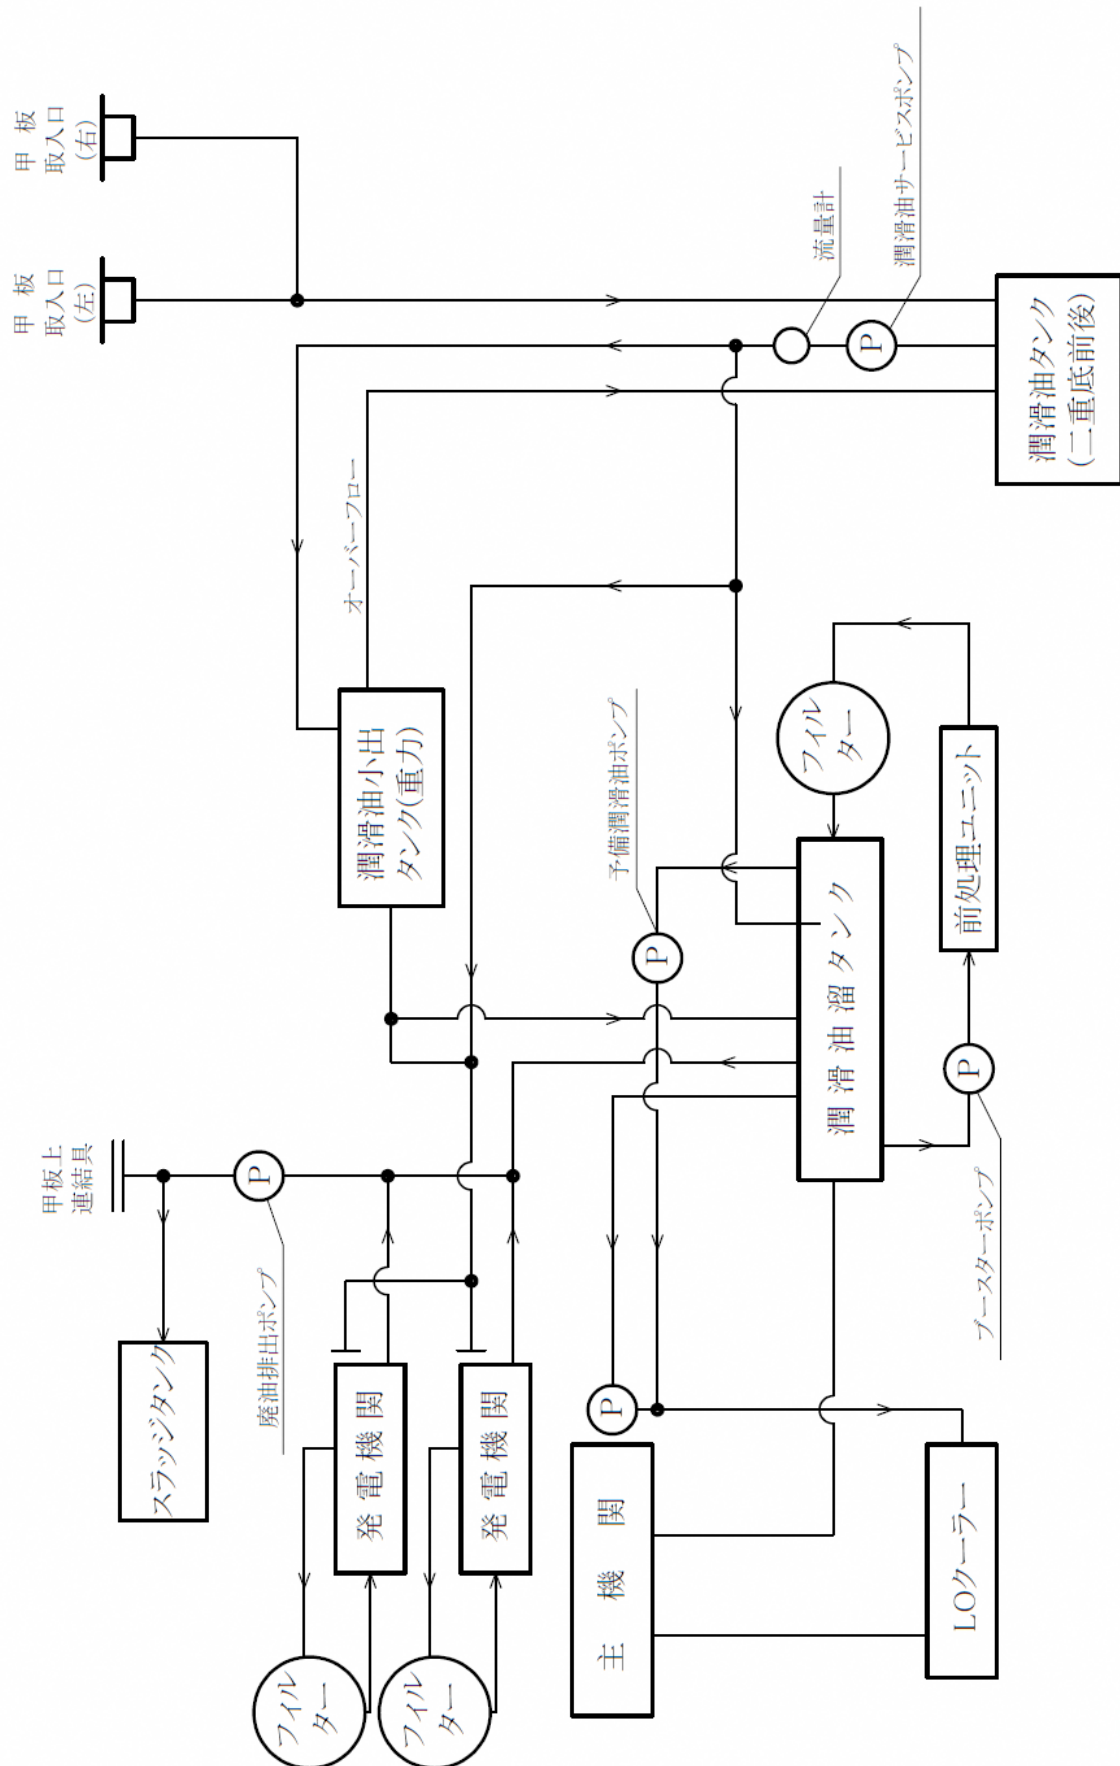 甲板上
連結具
甲 板
取入口
(左)
甲 板
取入口
(右)
スラッジタンク
廃油排出ポンプ
P
フィル
ター
発電機関
フィル
ター
発電機関
潤滑油小出
タンク(重力)
オーバーフロー
主機関
P
P
予備潤滑油ポンプ
潤滑油溜タンク
フィル
ター
流量計
P
潤滑油サービスポンプ
LOクーラー
P
ブースターポンプ
前処理ユニット
潤滑油タンク
(二重底前後)